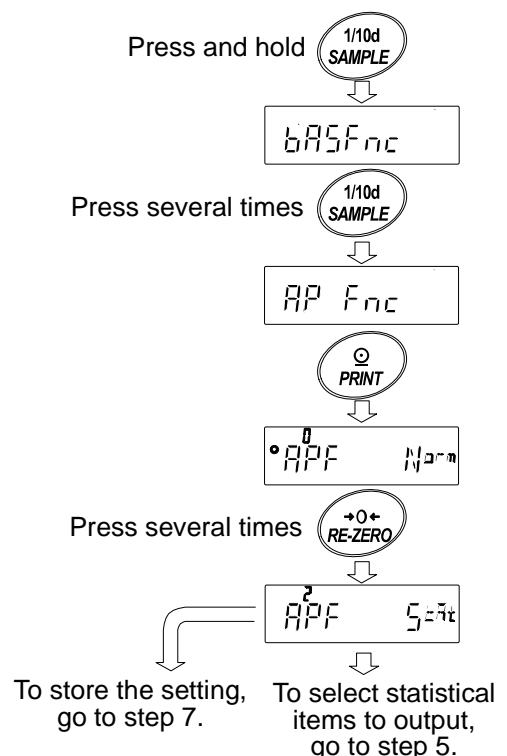 Press and hold
1/10d
SAMPLE
bASFnc
Press several times
1/10d
SAMPLE
AP Fnc
PRINT
0
APF Norm
Press several times
→0←
RE-ZERO
2
APF Stat
To store the setting,
go to step 7.
To select statistical
items to output,
go to step 5.